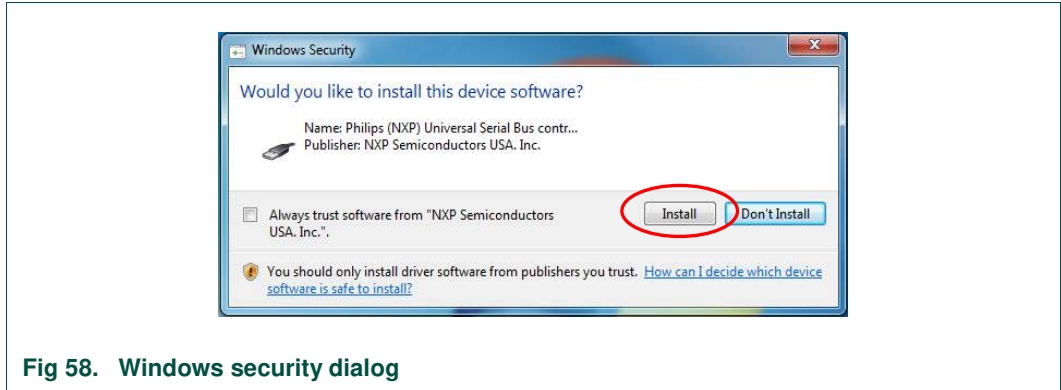 Windows Security
Would you like to install this device software?
Name: Philips (NXP) Universal Serial Bus contr...
Publisher: NXP Semiconductors USA. Inc.
Always trust software from "NXP Semiconductors
USA. Inc.".
Install
Don't Install
You should only install driver software from publishers you trust. How can I decide which device
software is safe to install?
Fig 58. Windows security dialog